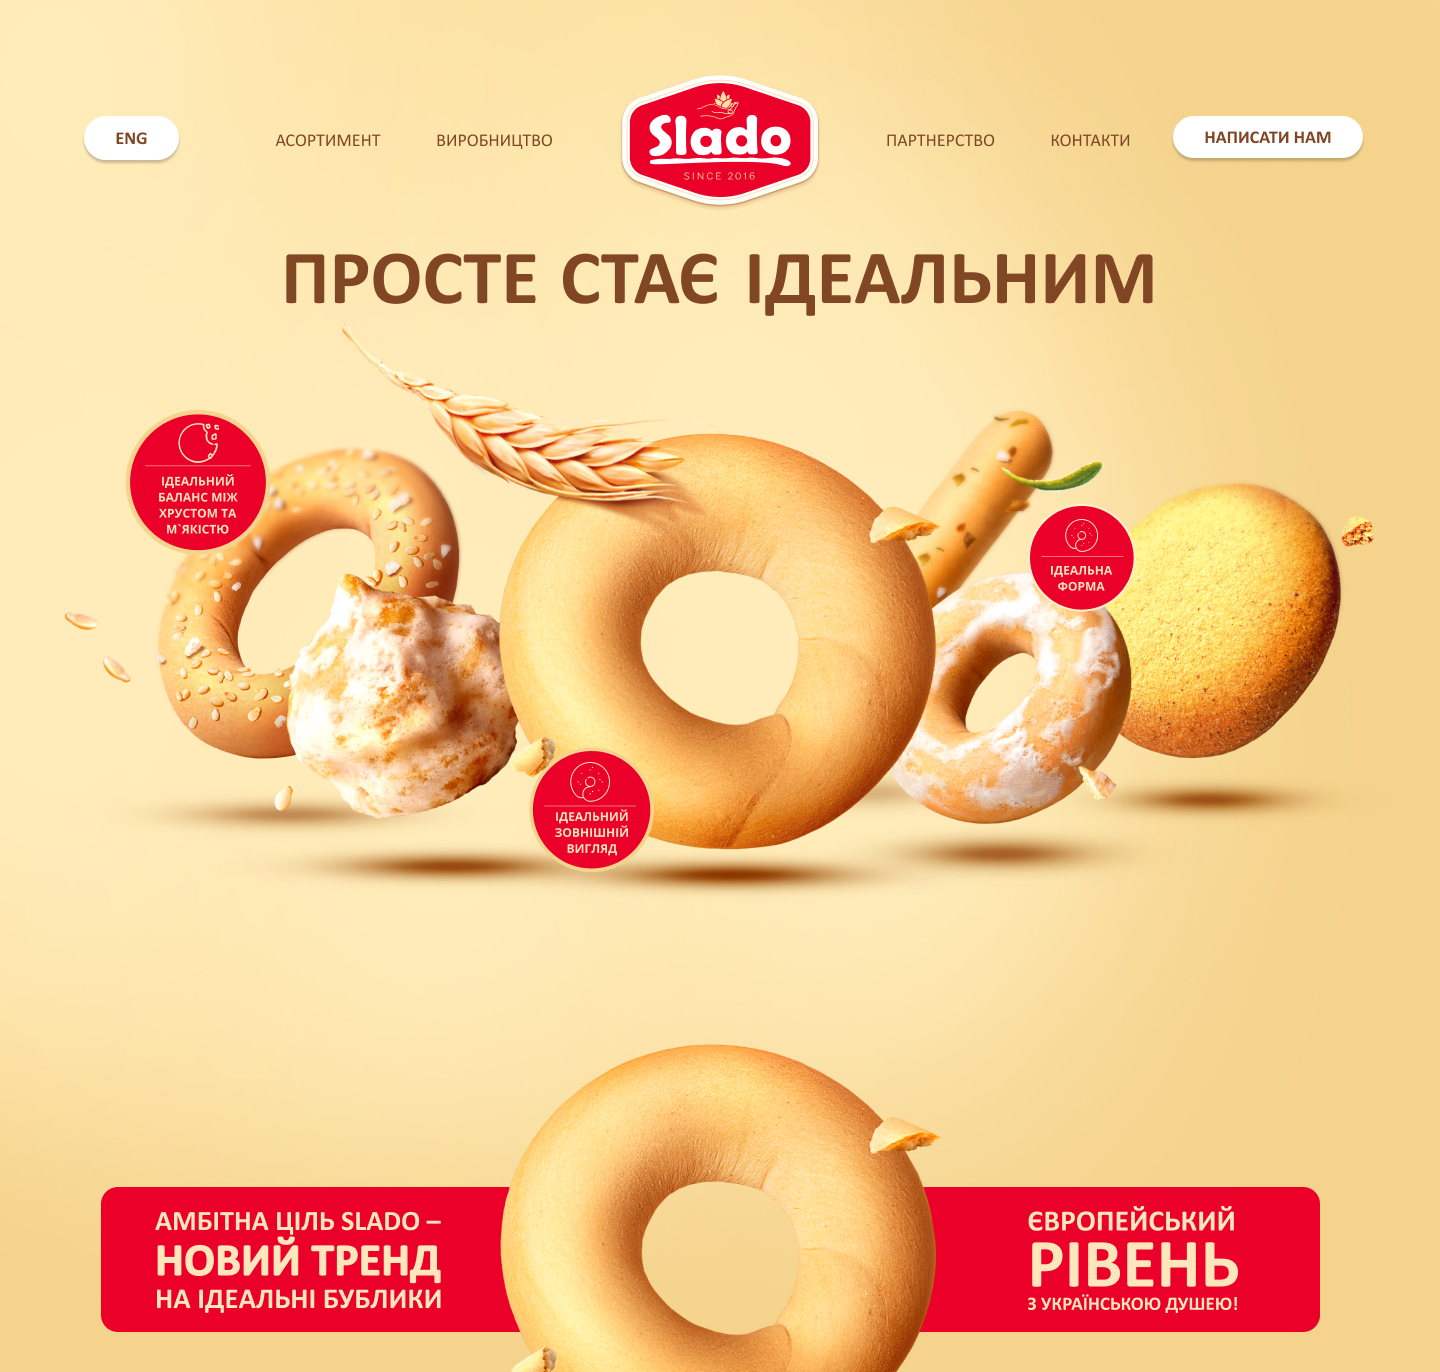 ENG
АСОРТИМЕНТ
ВИРОБНИЦТВО
Slado
SINCE 2016
ПАРТНЕРСТВО
КОНТАКТИ
НАПИСАТИ НАМ
ПРОСТЕ СТАЄ ІДЕАЛЬНИМ
ІДЕАЛЬНИЙ
БАЛАНС МІЖ
ХРУСТОМ ТА
М`ЯКІСТЮ
ІДЕАЛЬНА
ФОРМА
ІДЕАЛЬНИЙ
ЗОВНІШНІЙ
ВИГЛЯД
АМБІТНА ЦІЛЬ SLADO –
НОВИЙ ТРЕНД
НА ІДЕАЛЬНІ БУБЛИКИ
ЄВРОПЕЙСЬКИЙ
РІВЕНЬ
З УКРАЇНСЬКОЮ ДУШЕЮ!